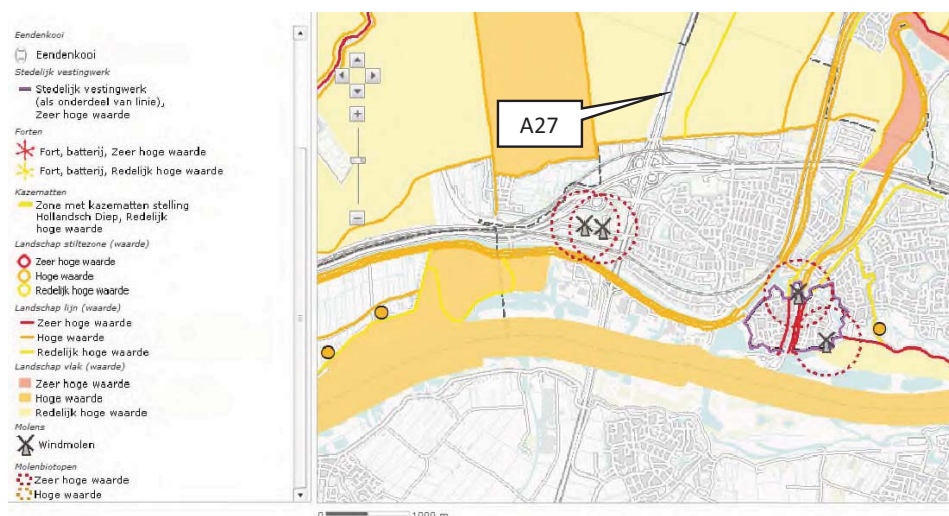 Eendenkooi
Eendenkooi
Stedelijk vestingwerk
Stedelijk vestingwerk
(als onderdeel van linie),
Zeer hoge waarde
Forten
Fort, batterij, Zeer hoge waarde
Fort, batterij, Redelijk hoge waarde
Kazematten
Zone met kazematten stelling
Hollandsch Diep, Redelijk
hoge waarde
Landschap stiltezone (waarde)
Zeer hoge waarde
Hoge waarde
Redelijk hoge waarde
Landschap lijn (waarde)
Zeer hoge waarde
Hoge waarde
Redelijk hoge waarde
Landschap vlak (waarde)
Zeer hoge waarde
Hoge waarde
Redelijk hoge waarde
Molens
Windmolen
Molenbiotopen
Zeer hoge waarde
Hoge waarde
A27
0 1000 m